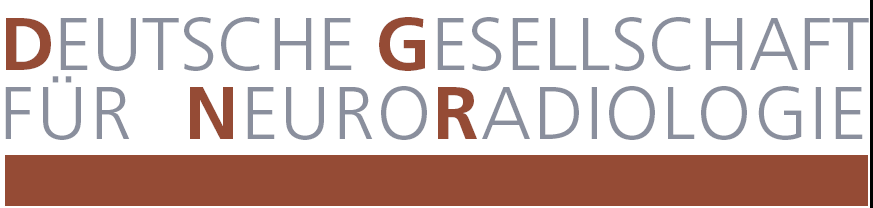 DEUTSCHE GESELLSCHAFT
FÜR NEURORADIOLOGIE